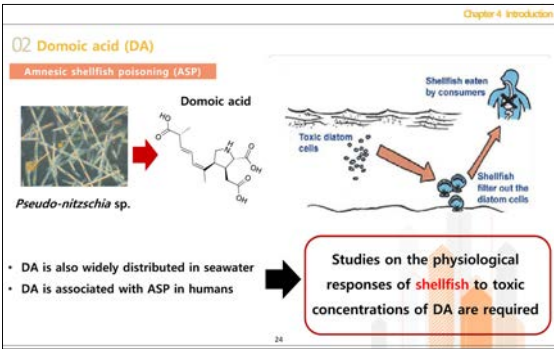 Chapter 4 Introduction
02 Domoic acid (DA)
Amnesic shellfish poisoning (ASP)
Domoic acid
HO
O
H
N
O
OH
O
OH
Pseudo-nitzschia sp.
Shellfish eaten
by consumers
Toxic diatom
cells
Shellfish
filter out the
diatom cells
• DA is also widely distributed in seawater
• DA is associated with ASP in humans
Studies on the physiological
responses of shellfish to toxic
concentrations of DA are required
24